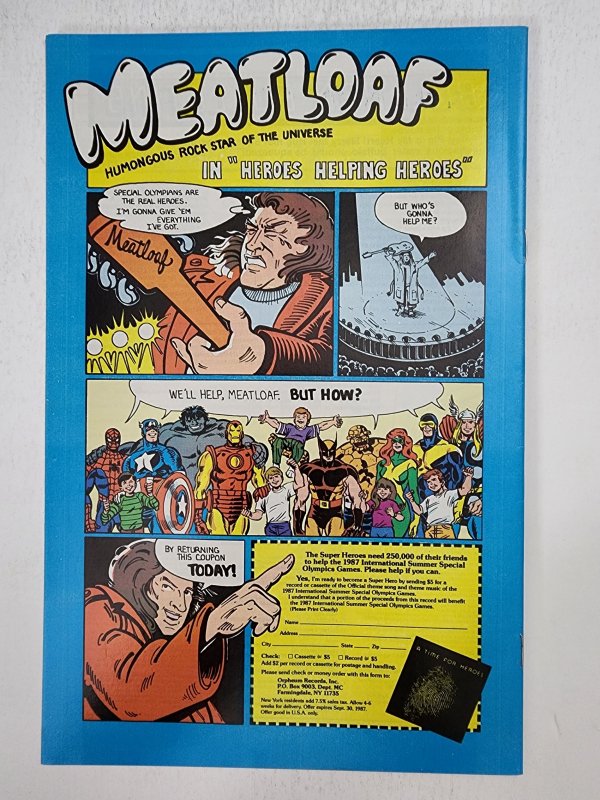 MEATLOAF
HUMONGOUS ROCK STAR OF THE UNIVERSE
IN "HEROES HELPING HEROES"
SPECIAL OLYMPIANS ARE
THE REAL HEROES.
I'M GONNA GIVE 'EM
EVERYTHING
I'VE GOT.
Meatloaf
BUT WHO'S
GONNA
HELP ME?
WE'LL HELP, MEATLOAF. BUT HOW?
BY RETURNING
THIS COUPON
TODAY!
The Super Heroes need 250,000 of their friends
to help the 1987 International Summer Special
Olympics Games. Please help if you can.
Yes, I'm ready to become a Super Hero by sending $5 for a
record or cassette of the Official theme song and theme music of the
1987 International Summer Special Olympics Games.
I understand that a portion of the proceeds from this record will benefit
the 1987 International Summer Special Olympics Games.
(Please Print Clearly)
Name
Address
City State Zip
Check: Cassette @ $5 Record @ $5
Add $2 per record or cassette for postage and handling.
Please send check or money order with this form to:
Orpheum Records, Inc.
P.O. Box 9003, Dept. MC
Farmingdale, NY 11735
New York residents add 7.5% sales tax. Allow 4-6
weeks for delivery. Offer expires Sept. 30, 1987.
Offer good in U.S.A. only.
A TIME FOR HEROES